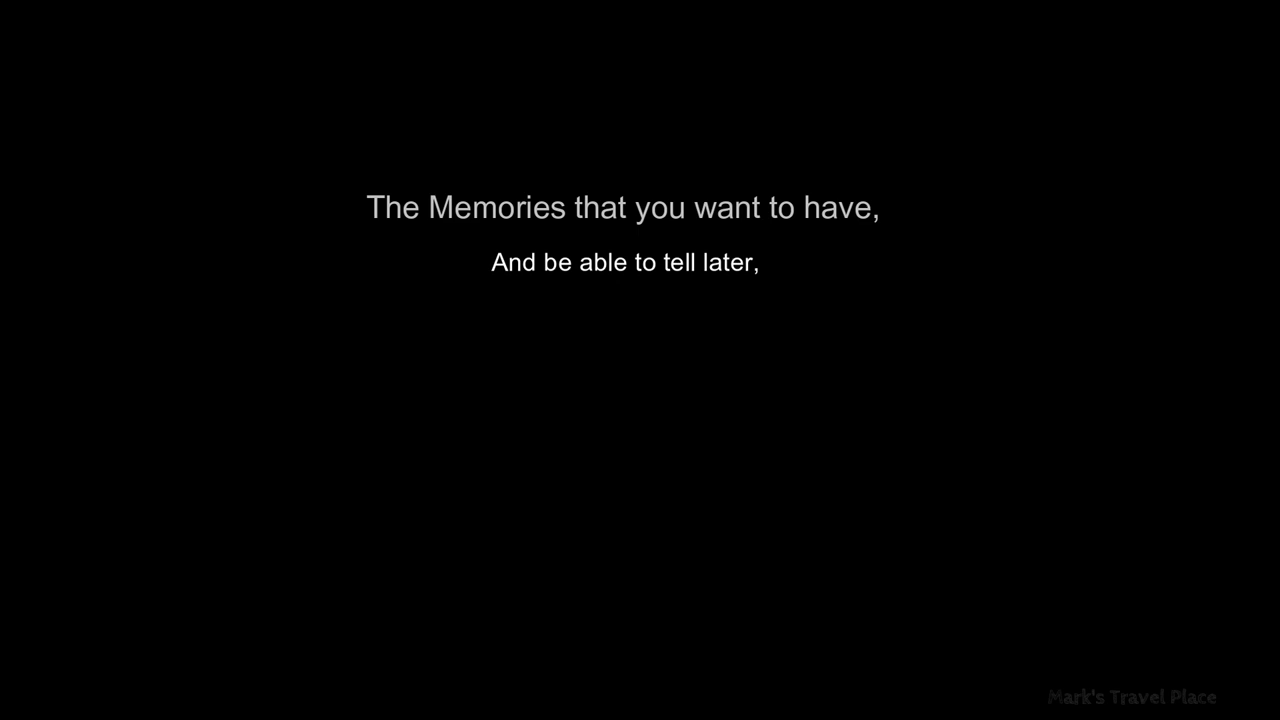 The Memories that you want to have,
And be able to tell later,
Mark's Travel Place